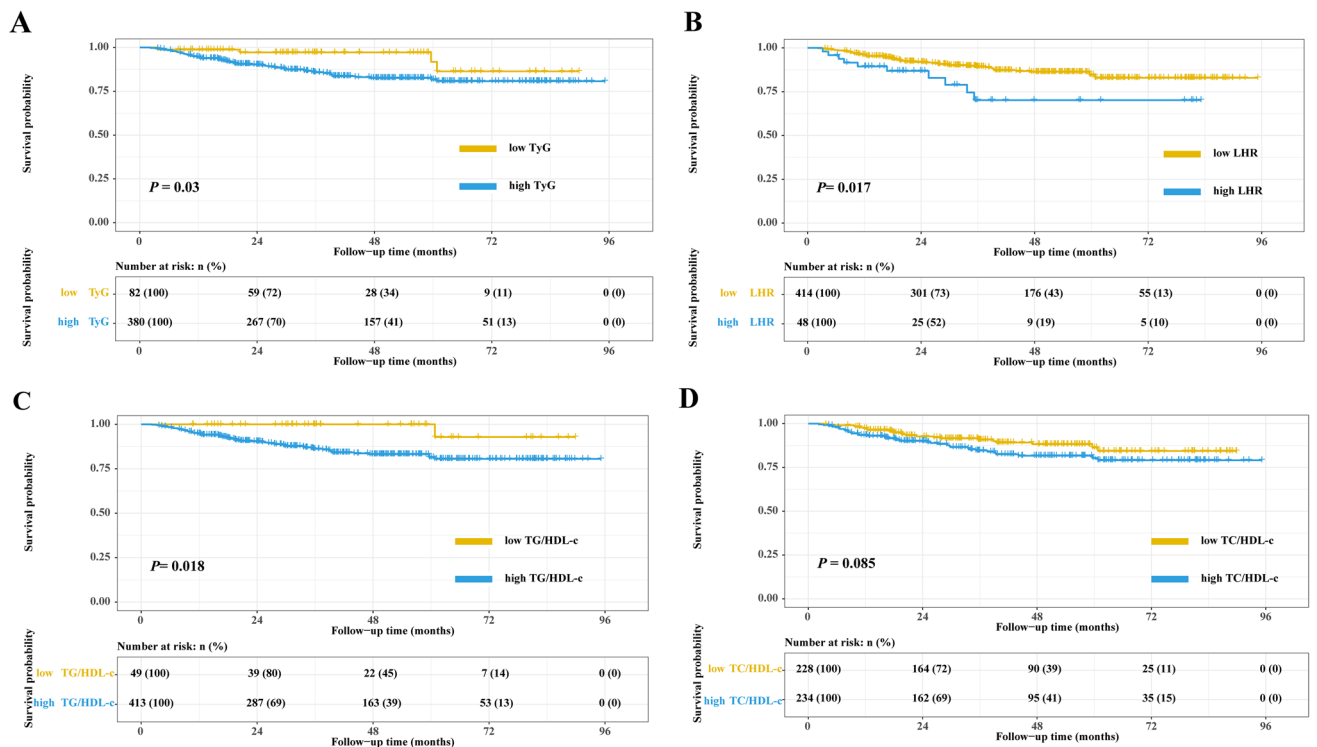 A
Survival probability
1.00
0.75
0.50
0.25
0.00
low TyG
high TyG
P = 0.03
0 24 48 72 96
Follow−up time (months)
Number at risk: n (%)
Survival probability
low TyG 82 (100) 59 (72) 28 (34) 9 (11) 0 (0)
high TyG 380 (100) 267 (70) 157 (41) 51 (13) 0 (0)
0 24 48 72 96
Follow−up time (months)
B
Survival probability
1.00
0.75
0.50
0.25
0.00
low LHR
high LHR
P= 0.017
0 24 48 72 96
Follow−up time (months)
Number at risk: n (%)
Survival probability
low LHR 414 (100) 301 (73) 176 (43) 55 (13) 0 (0)
high LHR 48 (100) 25 (52) 9 (19) 5 (10) 0 (0)
0 24 48 72 96
Follow−up time (months)
C
Survival probability
1.00
0.75
0.50
0.25
0.00
low TG/HDL-c
high TG/HDL-c
P= 0.018
0 24 48 72 96
Follow−up time (months)
Number at risk: n (%)
Survival probability
low TG/HDL-c 49 (100) 39 (80) 22 (45) 7 (14) 0 (0)
high TG/HDL-c 413 (100) 287 (69) 163 (39) 53 (13) 0 (0)
0 24 48 72 96
Follow−up time (months)
D
Survival probability
1.00
0.75
0.50
0.25
0.00
low TC/HDL-c
high TC/HDL-c
P = 0.085
0 24 48 72 96
Follow−up time (months)
Number at risk: n (%)
Survival probability
low TC/HDL-c 228 (100) 164 (72) 90 (39) 25 (11) 0 (0)
high TC/HDL-c 234 (100) 162 (69) 95 (41) 35 (15) 0 (0)
0 24 48 72 96
Follow−up time (months)